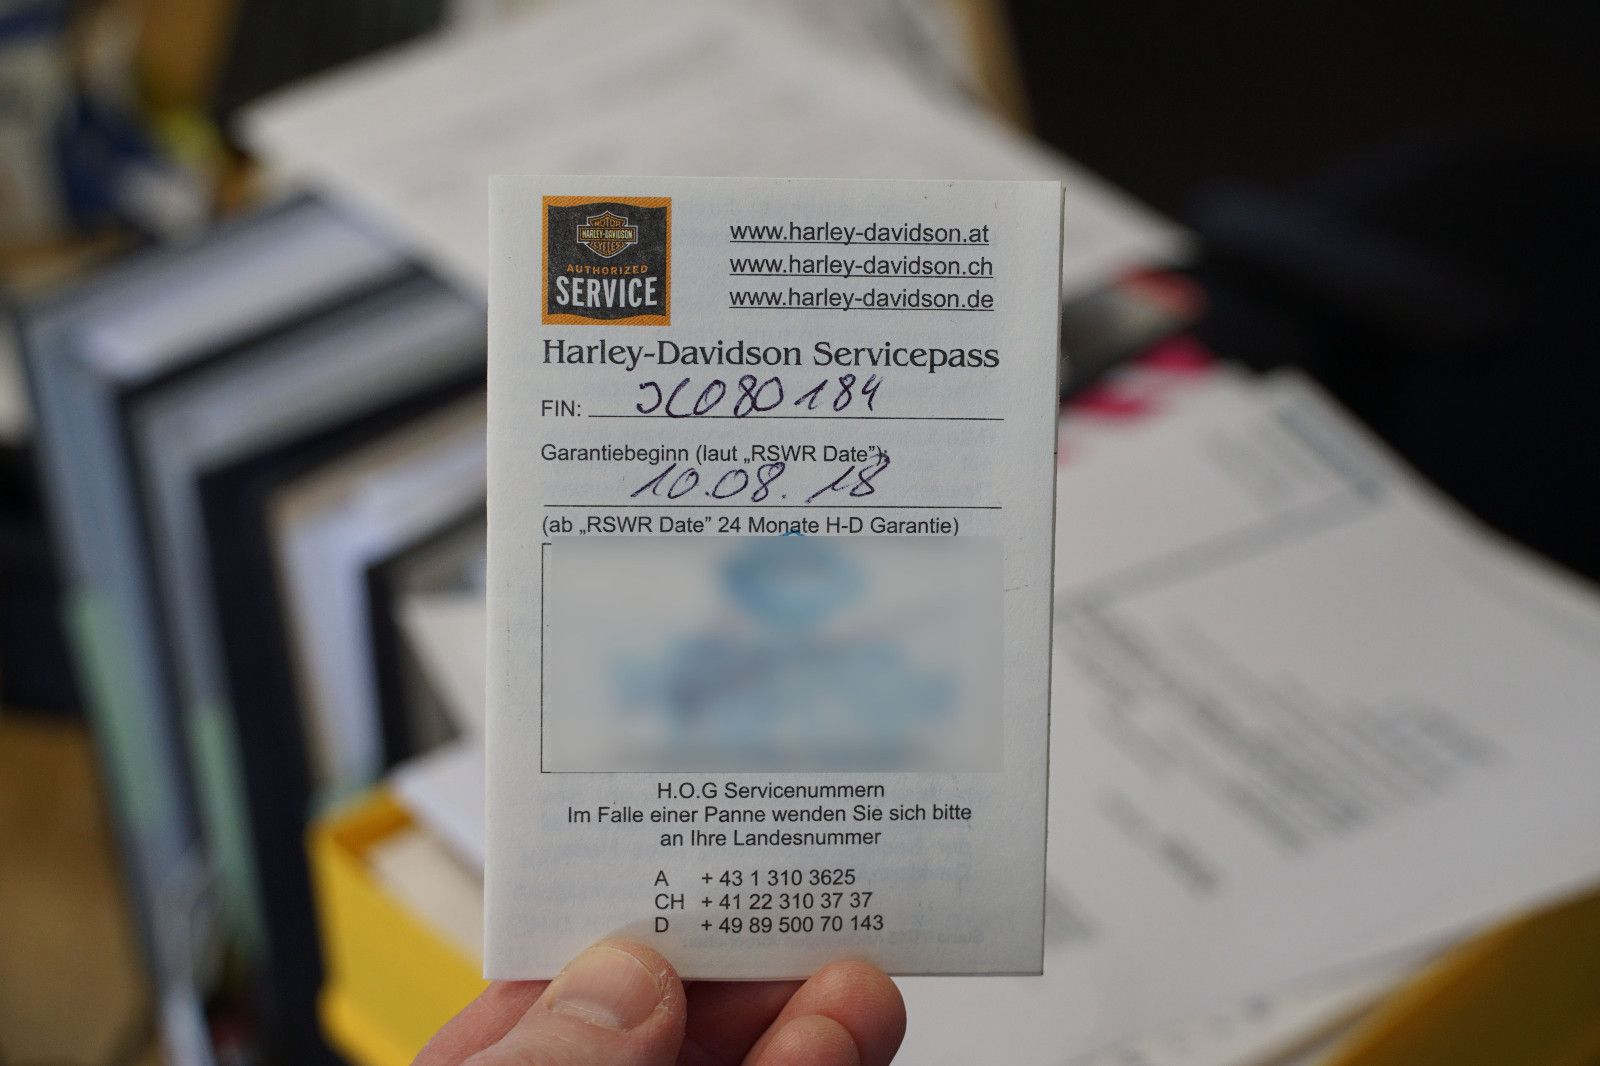 MOTOR
HARLEY-DAVIDSON
CYCLES
AUTHORIZED
SERVICE
www.harley-davidson.at
www.harley-davidson.ch
www.harley-davidson.de
Harley-Davidson Servicepass
FIN: JC080184
Garantiebeginn (laut „RSWR Date”):
10.08.18
(ab „RSWR Date” 24 Monate H-D Garantie)
H.O.G Servicenummern
Im Falle einer Panne wenden Sie sich bitte
an Ihre Landesnummer
A + 43 1 310 3625
CH + 41 22 310 37 37
D + 49 89 500 70 143